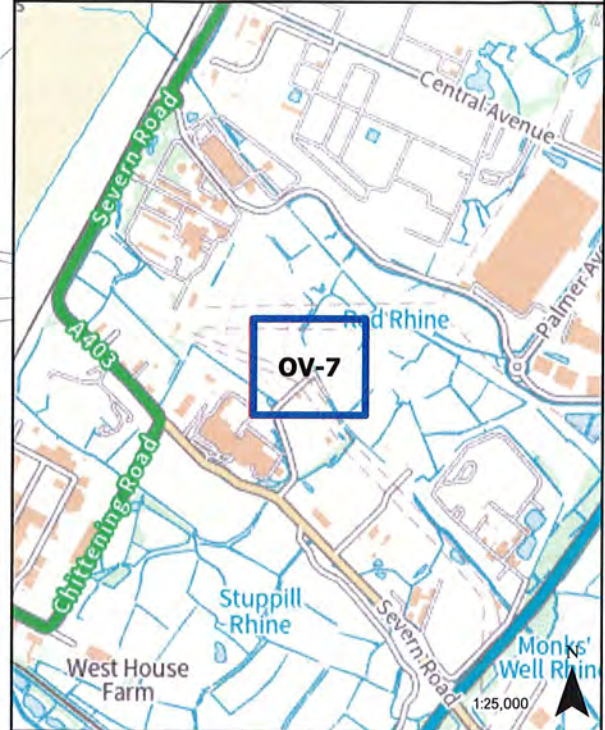 Central Avenue
Severn Road
Palmer Av
Red Rhine
OV-7
A403
Chittening Road
Stuppill
Rhine
Severn Road
West House
Farm
Monks'
Well Rhin
N
1:25,000